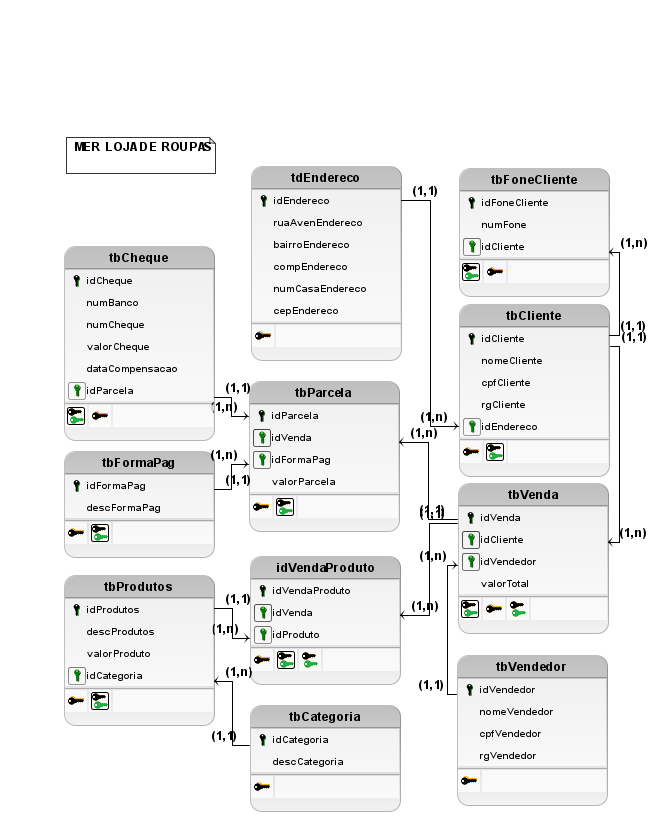 MER LOJA DE ROUPAS
tdEndereco
idEndereco
ruaAvenEndereco
bairroEndereco
compEndereco
numCasaEndereco
cepEndereco
(1,1)
(1,n)
tbFoneCliente
idFoneCliente
numFone
idCliente
(1,n)
(1,1)
(1,1)
tbCliente
idCliente
nomeCliente
cpfCliente
rgCliente
idEndereco
(1,n)
tbCheque
idCheque
numBanco
numCheque
valorCheque
dataCompensacao
idParcela
(1,1)
(1,n)
tbParcela
idParcela
idVenda
idFormaPag
valorParcela
(1,n)
(1,1)
tbFormaPag
idFormaPag
descFormaPag
(1,n)
(1,1)
tbVenda
idVenda
idCliente
idVendedor
valorTotal
(1,1)
(1,n)
(1,n)
tbProdutos
idProdutos
descProdutos
valorProduto
idCategoria
(1,1)
(1,n)
idVendaProduto
idVendaProduto
idVenda
idProduto
(1,n)
(1,1)
tbCategoria
idCategoria
descCategoria
(1,1)
tbVendedor
idVendedor
nomeVendedor
cpfVendedor
rgVendedor